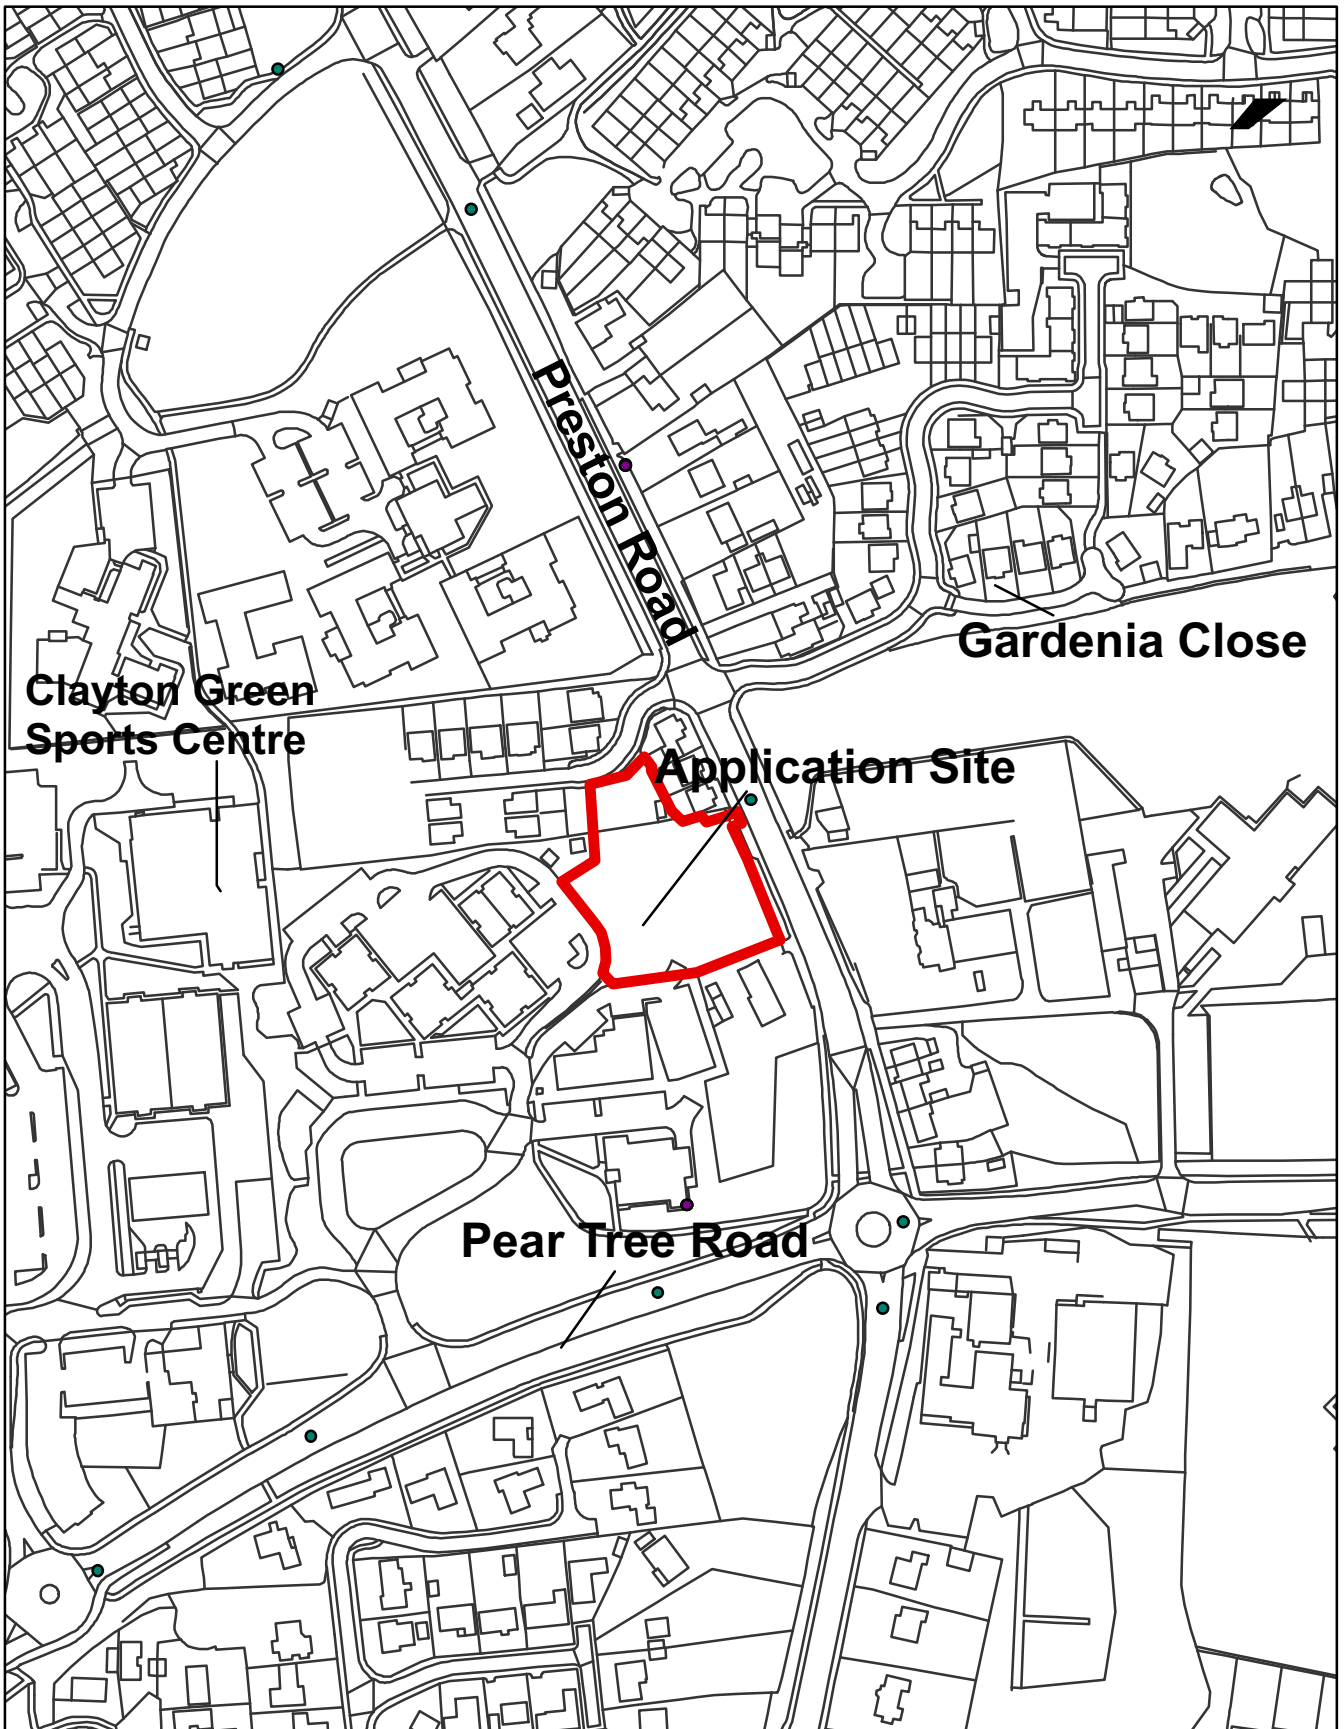 Preston Road
Gardenia Close
Clayton Green
Sports Centre
Application Site
Pear Tree Road